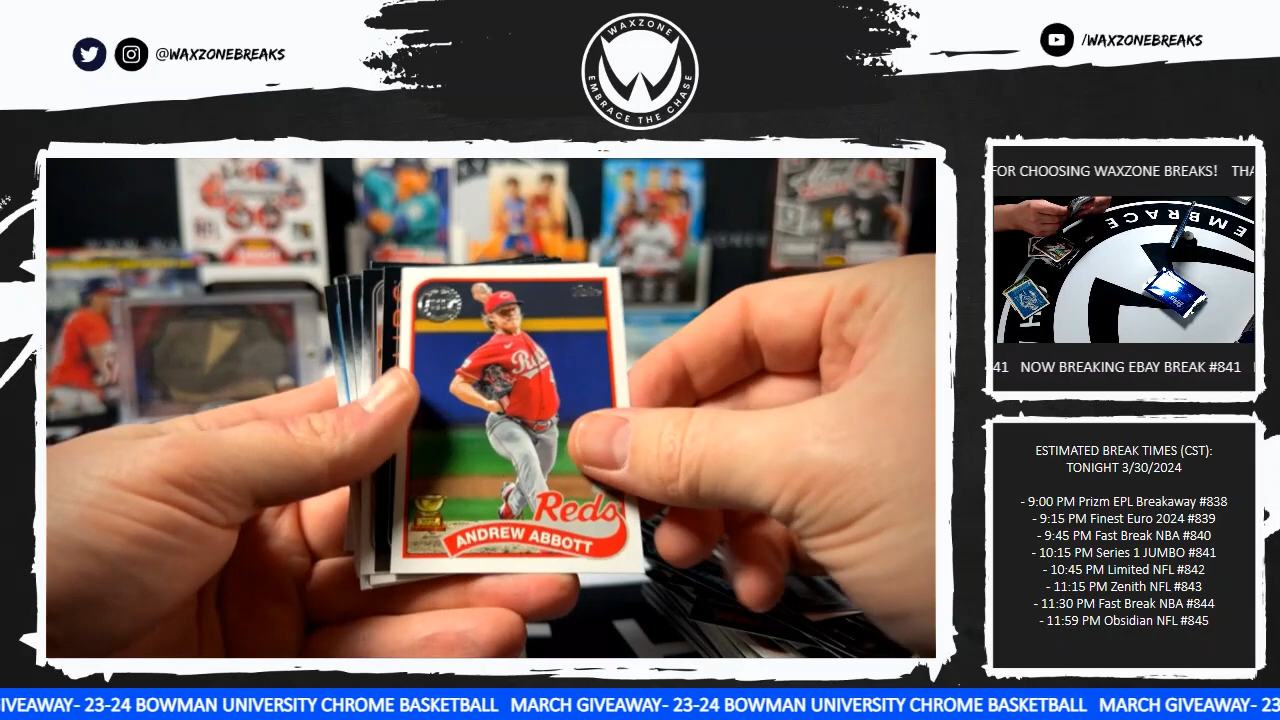 @WAXZONEBREAKS
WAXZONE
EMBRACE THE CHASE
/WAXZONEBREAKS
FOR CHOOSING WAXZONE BREAKS! THA
EMBRACE
41 NOW BREAKING EBAY BREAK #841
Reds
Reds
ANDREW ABBOTT
ESTIMATED BREAK TIMES (CST):
TONIGHT 3/30/2024
- 9:00 PM Prizm EPL Breakaway #838
- 9:15 PM Finest Euro 2024 #839
- 9:45 PM Fast Break NBA #840
- 10:15 PM Series 1 JUMBO #841
- 10:45 PM Limited NFL #842
- 11:15 PM Zenith NFL #843
- 11:30 PM Fast Break NBA #844
- 11:59 PM Obsidian NFL #845
IVEAWAY- 23-24 BOWMAN UNIVERSITY CHROME BASKETBALL MARCH GIVEAWAY- 23-24 BOWMAN UNIVERSITY CHROME BASKETBALL MARCH GIVEAWAY- 23